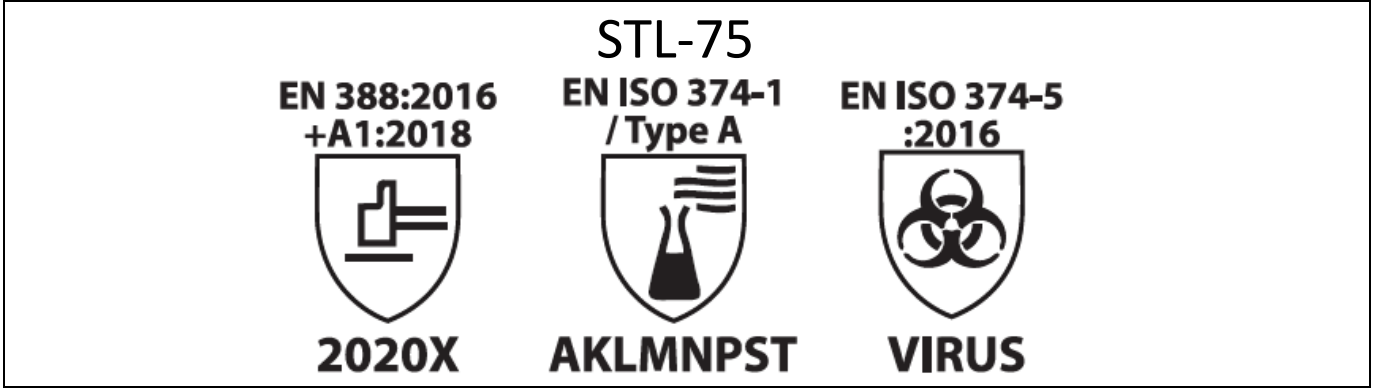 STL-75
EN 388:2016
+A1:2018
2020X
EN ISO 374-1
/ Type A
AKLMNPST
EN ISO 374-5
:2016
VIRUS